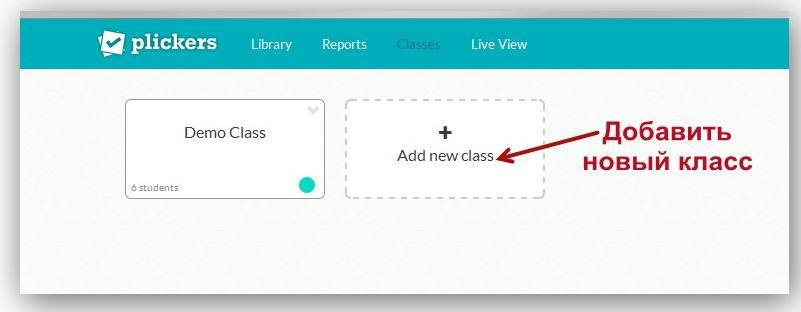 plickers Library Reports Classes Live View
Demo Class
6 students
+
Add new class
Добавить
новый класс